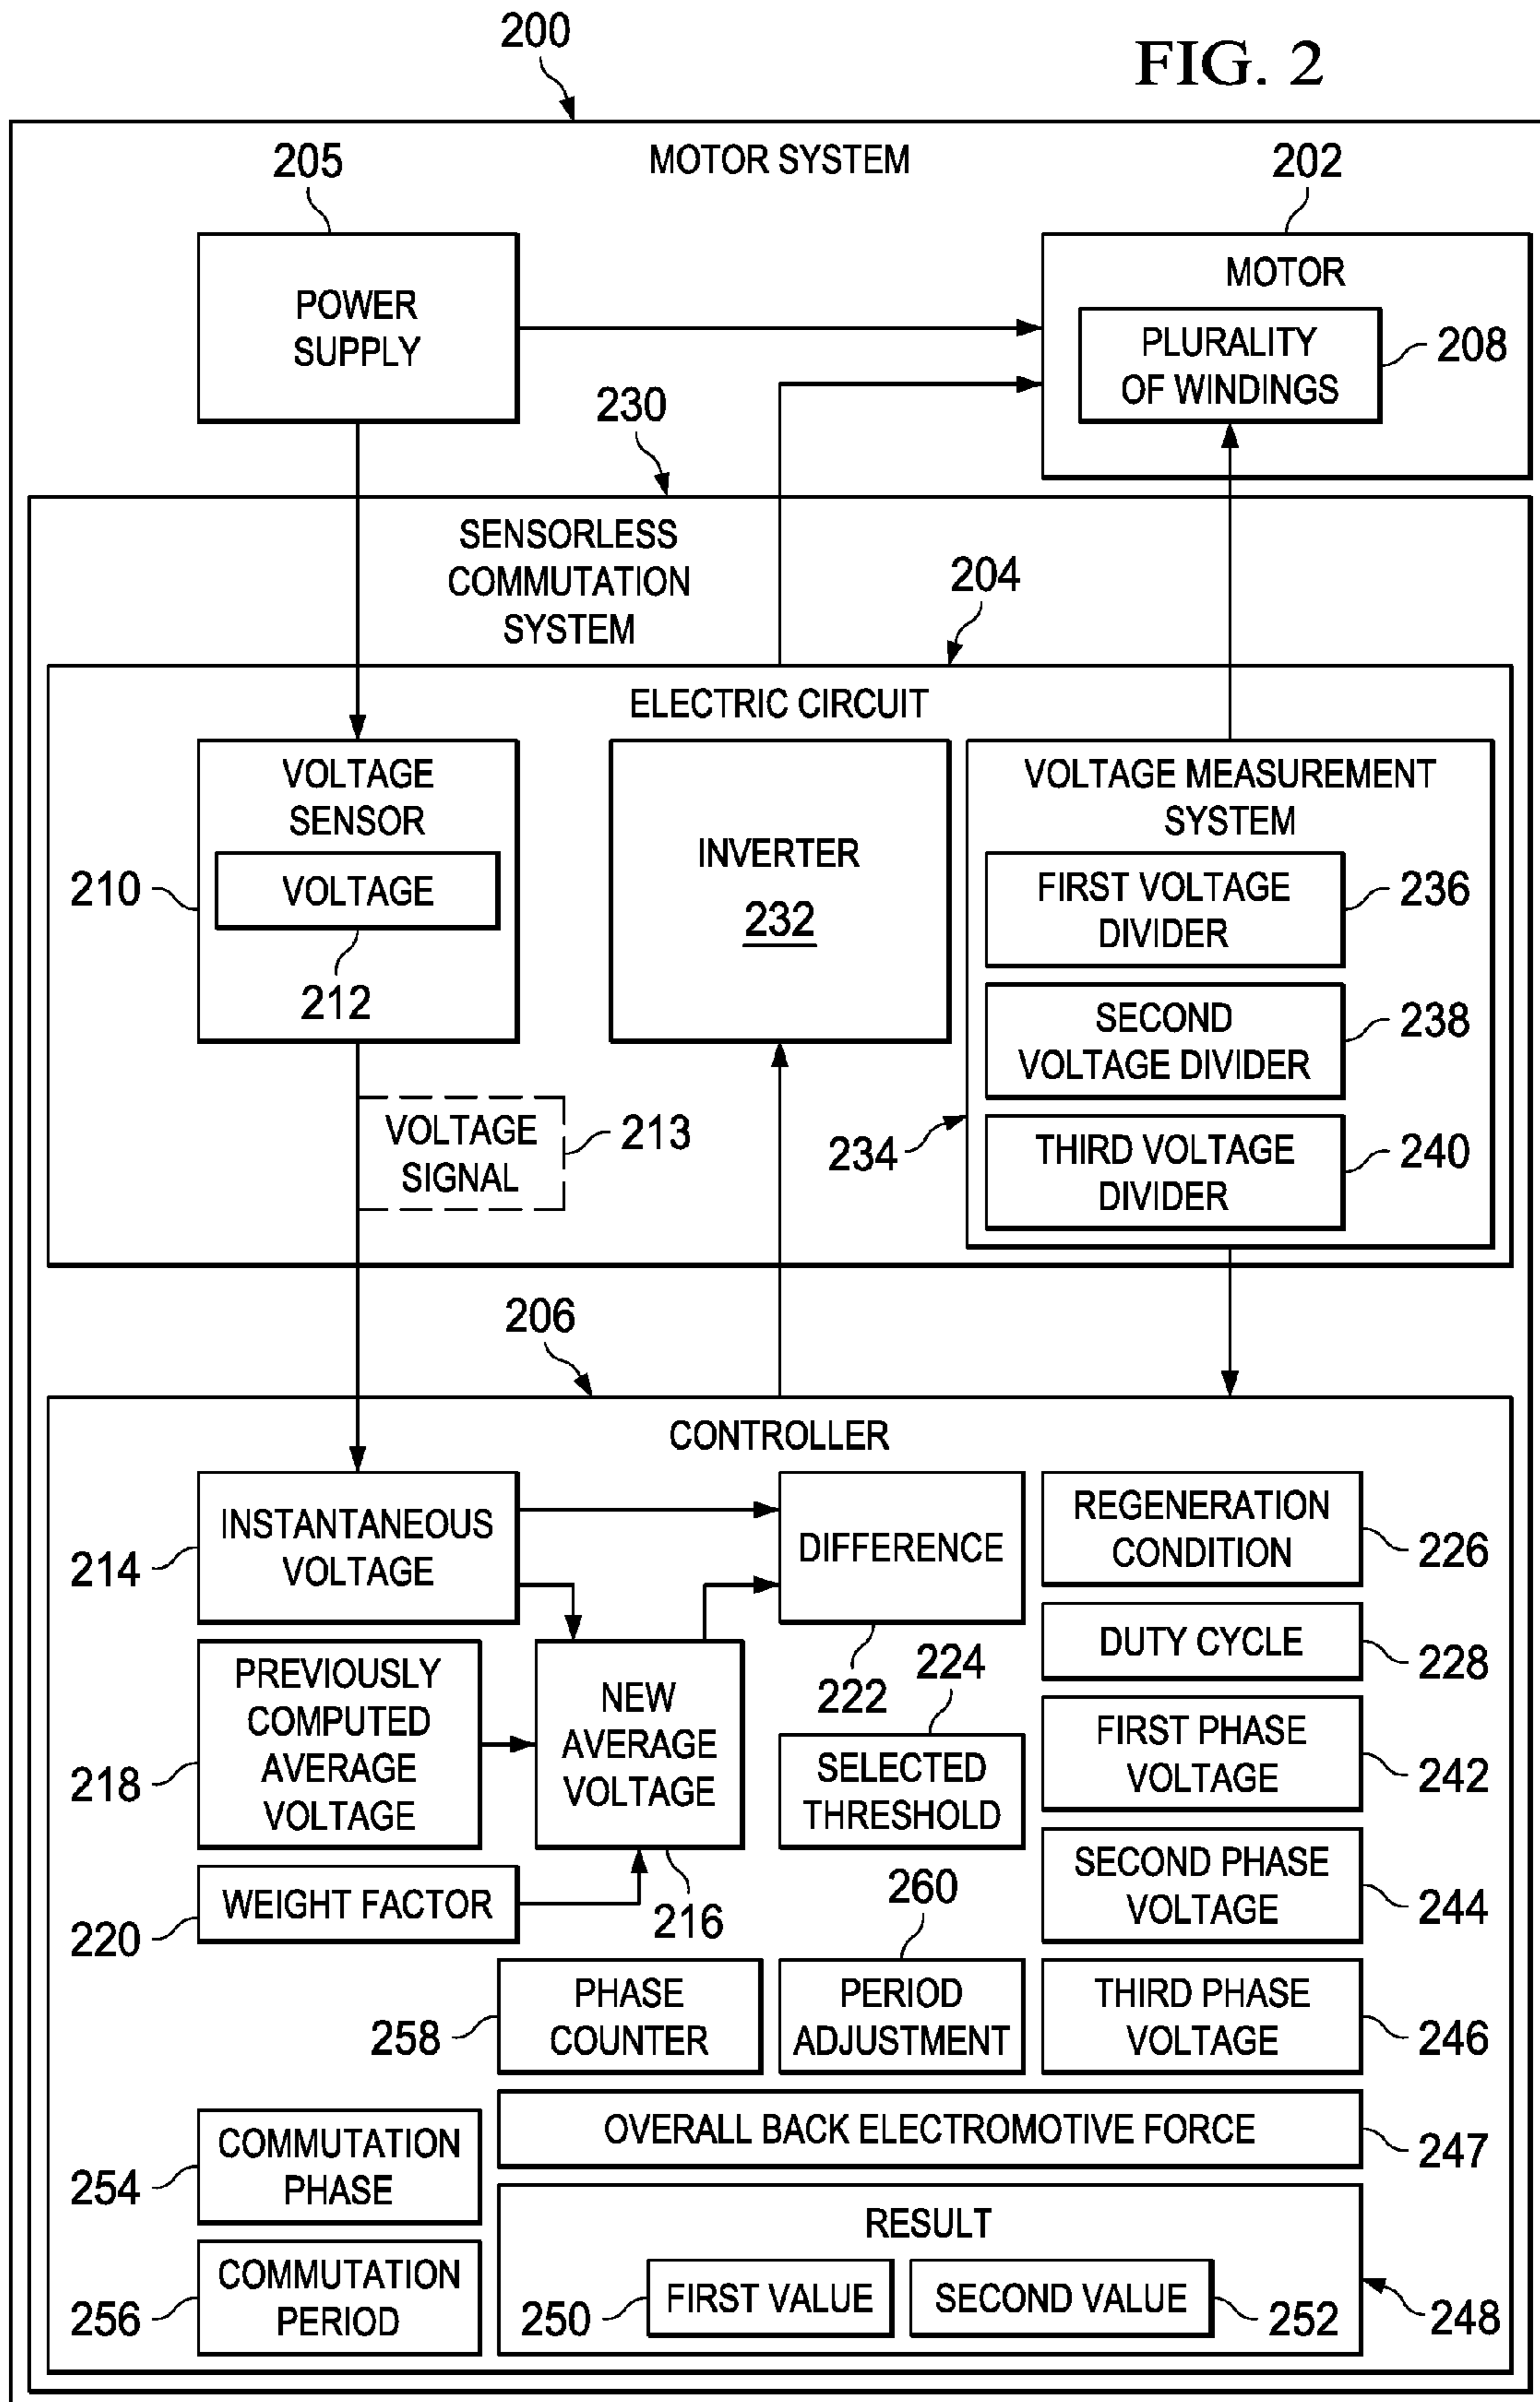 200
FIG. 2
MOTOR SYSTEM
205
202
POWER
SUPPLY
MOTOR
PLURALITY
OF WINDINGS
208
230
SENSORLESS
COMMUTATION
SYSTEM
204
ELECTRIC CIRCUIT
VOLTAGE
SENSOR
VOLTAGE
210
212
INVERTER
232
VOLTAGE MEASUREMENT
SYSTEM
FIRST VOLTAGE
DIVIDER
236
SECOND
VOLTAGE DIVIDER
238
THIRD VOLTAGE
DIVIDER
240
234
VOLTAGE
SIGNAL
213
206
CONTROLLER
INSTANTANEOUS
VOLTAGE
214
DIFFERENCE
222
REGENERATION
CONDITION
226
DUTY CYCLE
228
PREVIOUSLY
COMPUTED
AVERAGE
VOLTAGE
218
NEW
AVERAGE
VOLTAGE
216
224
SELECTED
THRESHOLD
FIRST PHASE
VOLTAGE
242
WEIGHT FACTOR
220
SECOND PHASE
VOLTAGE
244
260
PHASE
COUNTER
258
PERIOD
ADJUSTMENT
THIRD PHASE
VOLTAGE
246
OVERALL BACK ELECTROMOTIVE FORCE
247
COMMUTATION
PHASE
254
COMMUTATION
PERIOD
256
RESULT
250
FIRST VALUE
SECOND VALUE
252
248